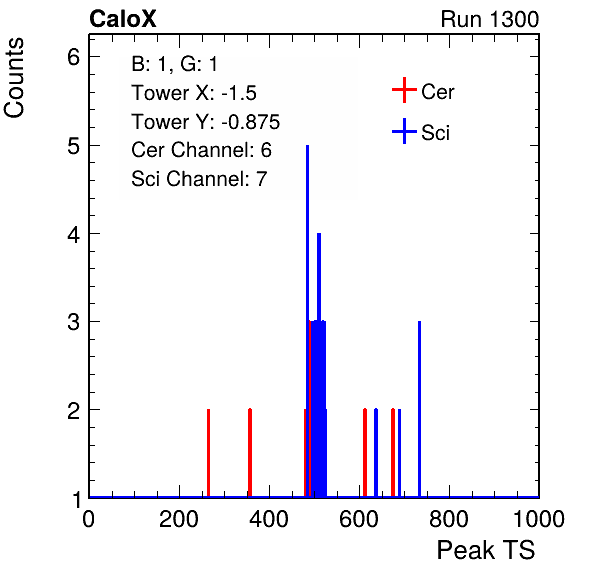 CaloX Run 1300
Counts
6
5
4
3
2
1
B: 1, G: 1
Tower X: -1.5
Tower Y: -0.875
Cer Channel: 6
Sci Channel: 7
Cer
Sci
0 200 400 600 800 1000
Peak TS